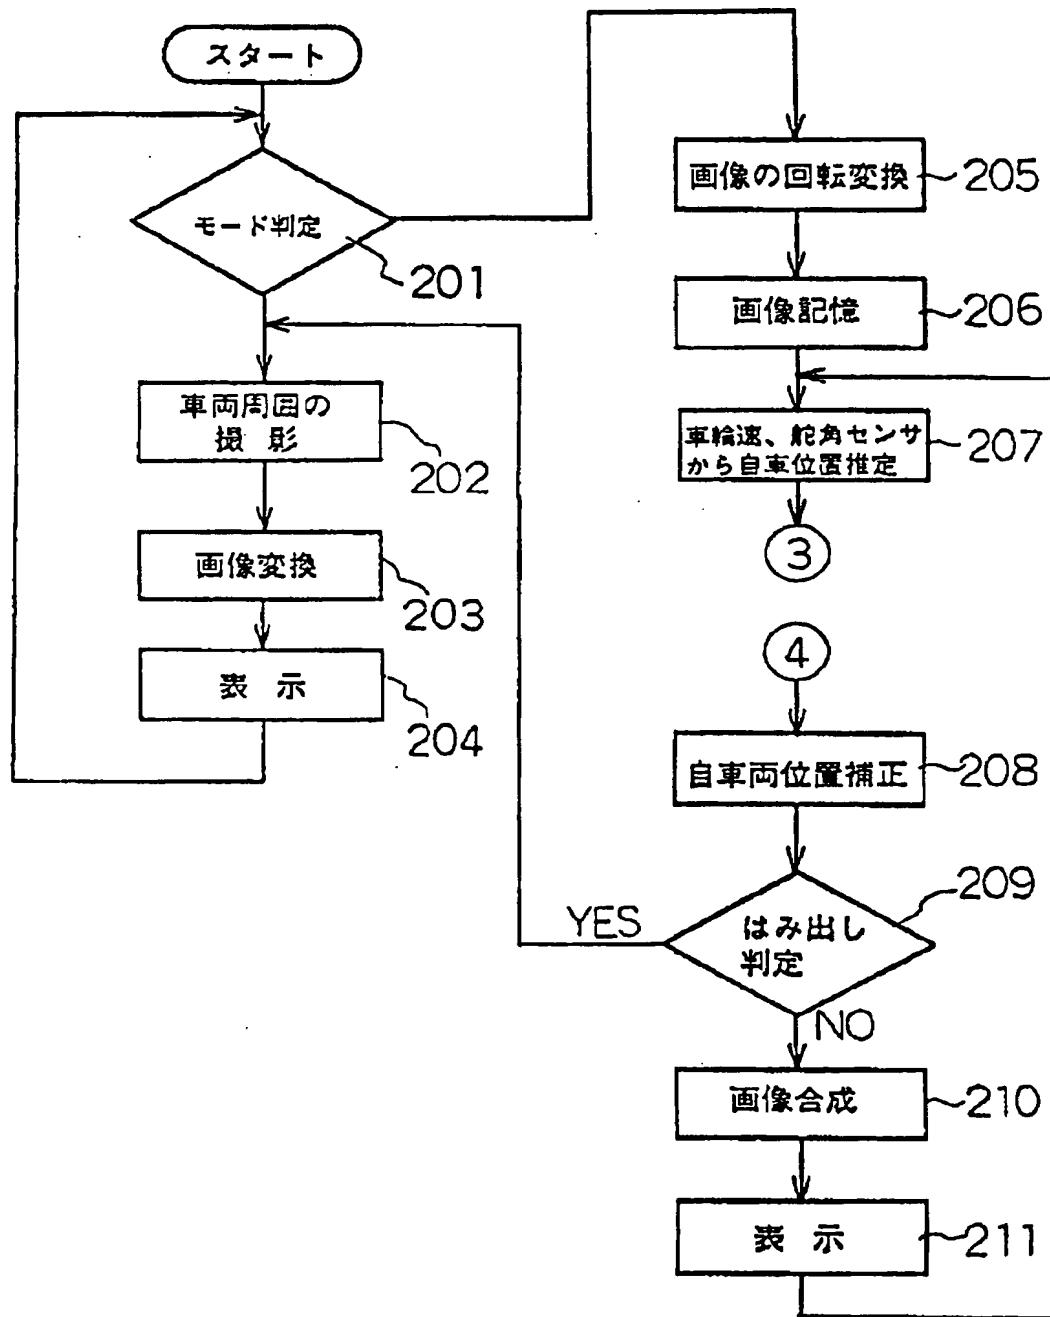 スタート
モード判定
201
車両周囲の
撮影
202
画像変換
203
表示
204
画像の回転変換
205
画像記憶
206
車輪速、舵角センサ
から自車位置推定
207
3
4
自車両位置補正
208
はみ出し
判定
209
YES
NO
画像合成
210
表示
211